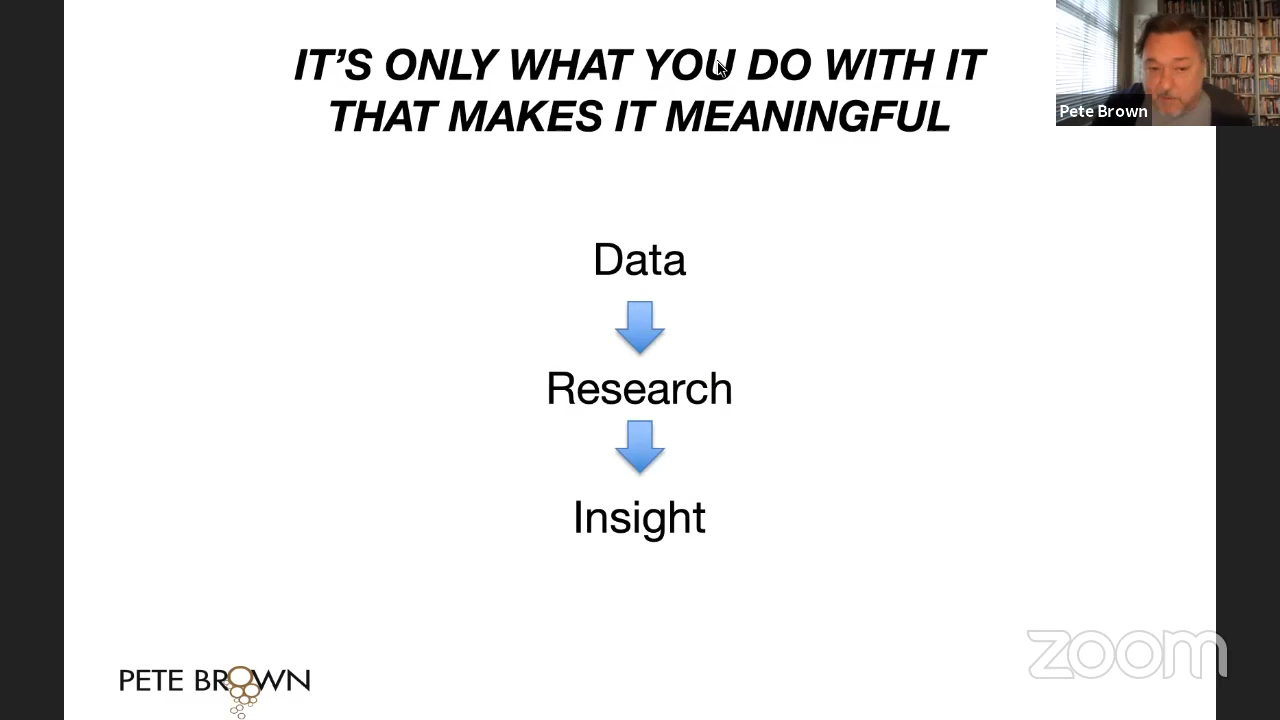 IT’S ONLY WHAT YOU DO WITH IT
THAT MAKES IT MEANINGFUL
Pete Brown
Data
Research
Insight
PETE BROWN
zoom